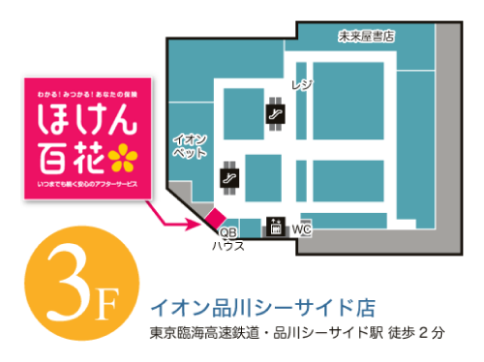 未来屋書店
レジ
わかる!みつかる!あなたの保険
ほけん
百花
いつまでも続く安心のアフターサービス
イオン
ペット
QB
ハウス
WC
3F
イオン品川シーサイド店
東京臨海高速鉄道・品川シーサイド駅 徒歩2分